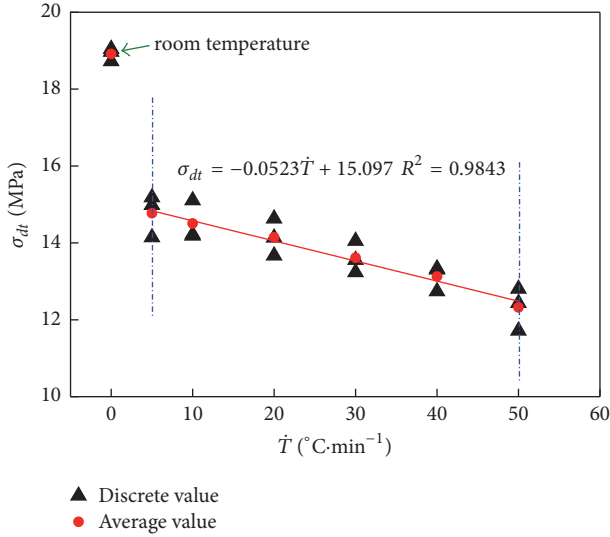 20
18
16
14
12
10
σdt (MPa)
room temperature
σdt = −0.0523Ṫ + 15.097 R² = 0.9843
0 10 20 30 40 50 60
Ṫ (°C·min⁻¹)
Discrete value
Average value